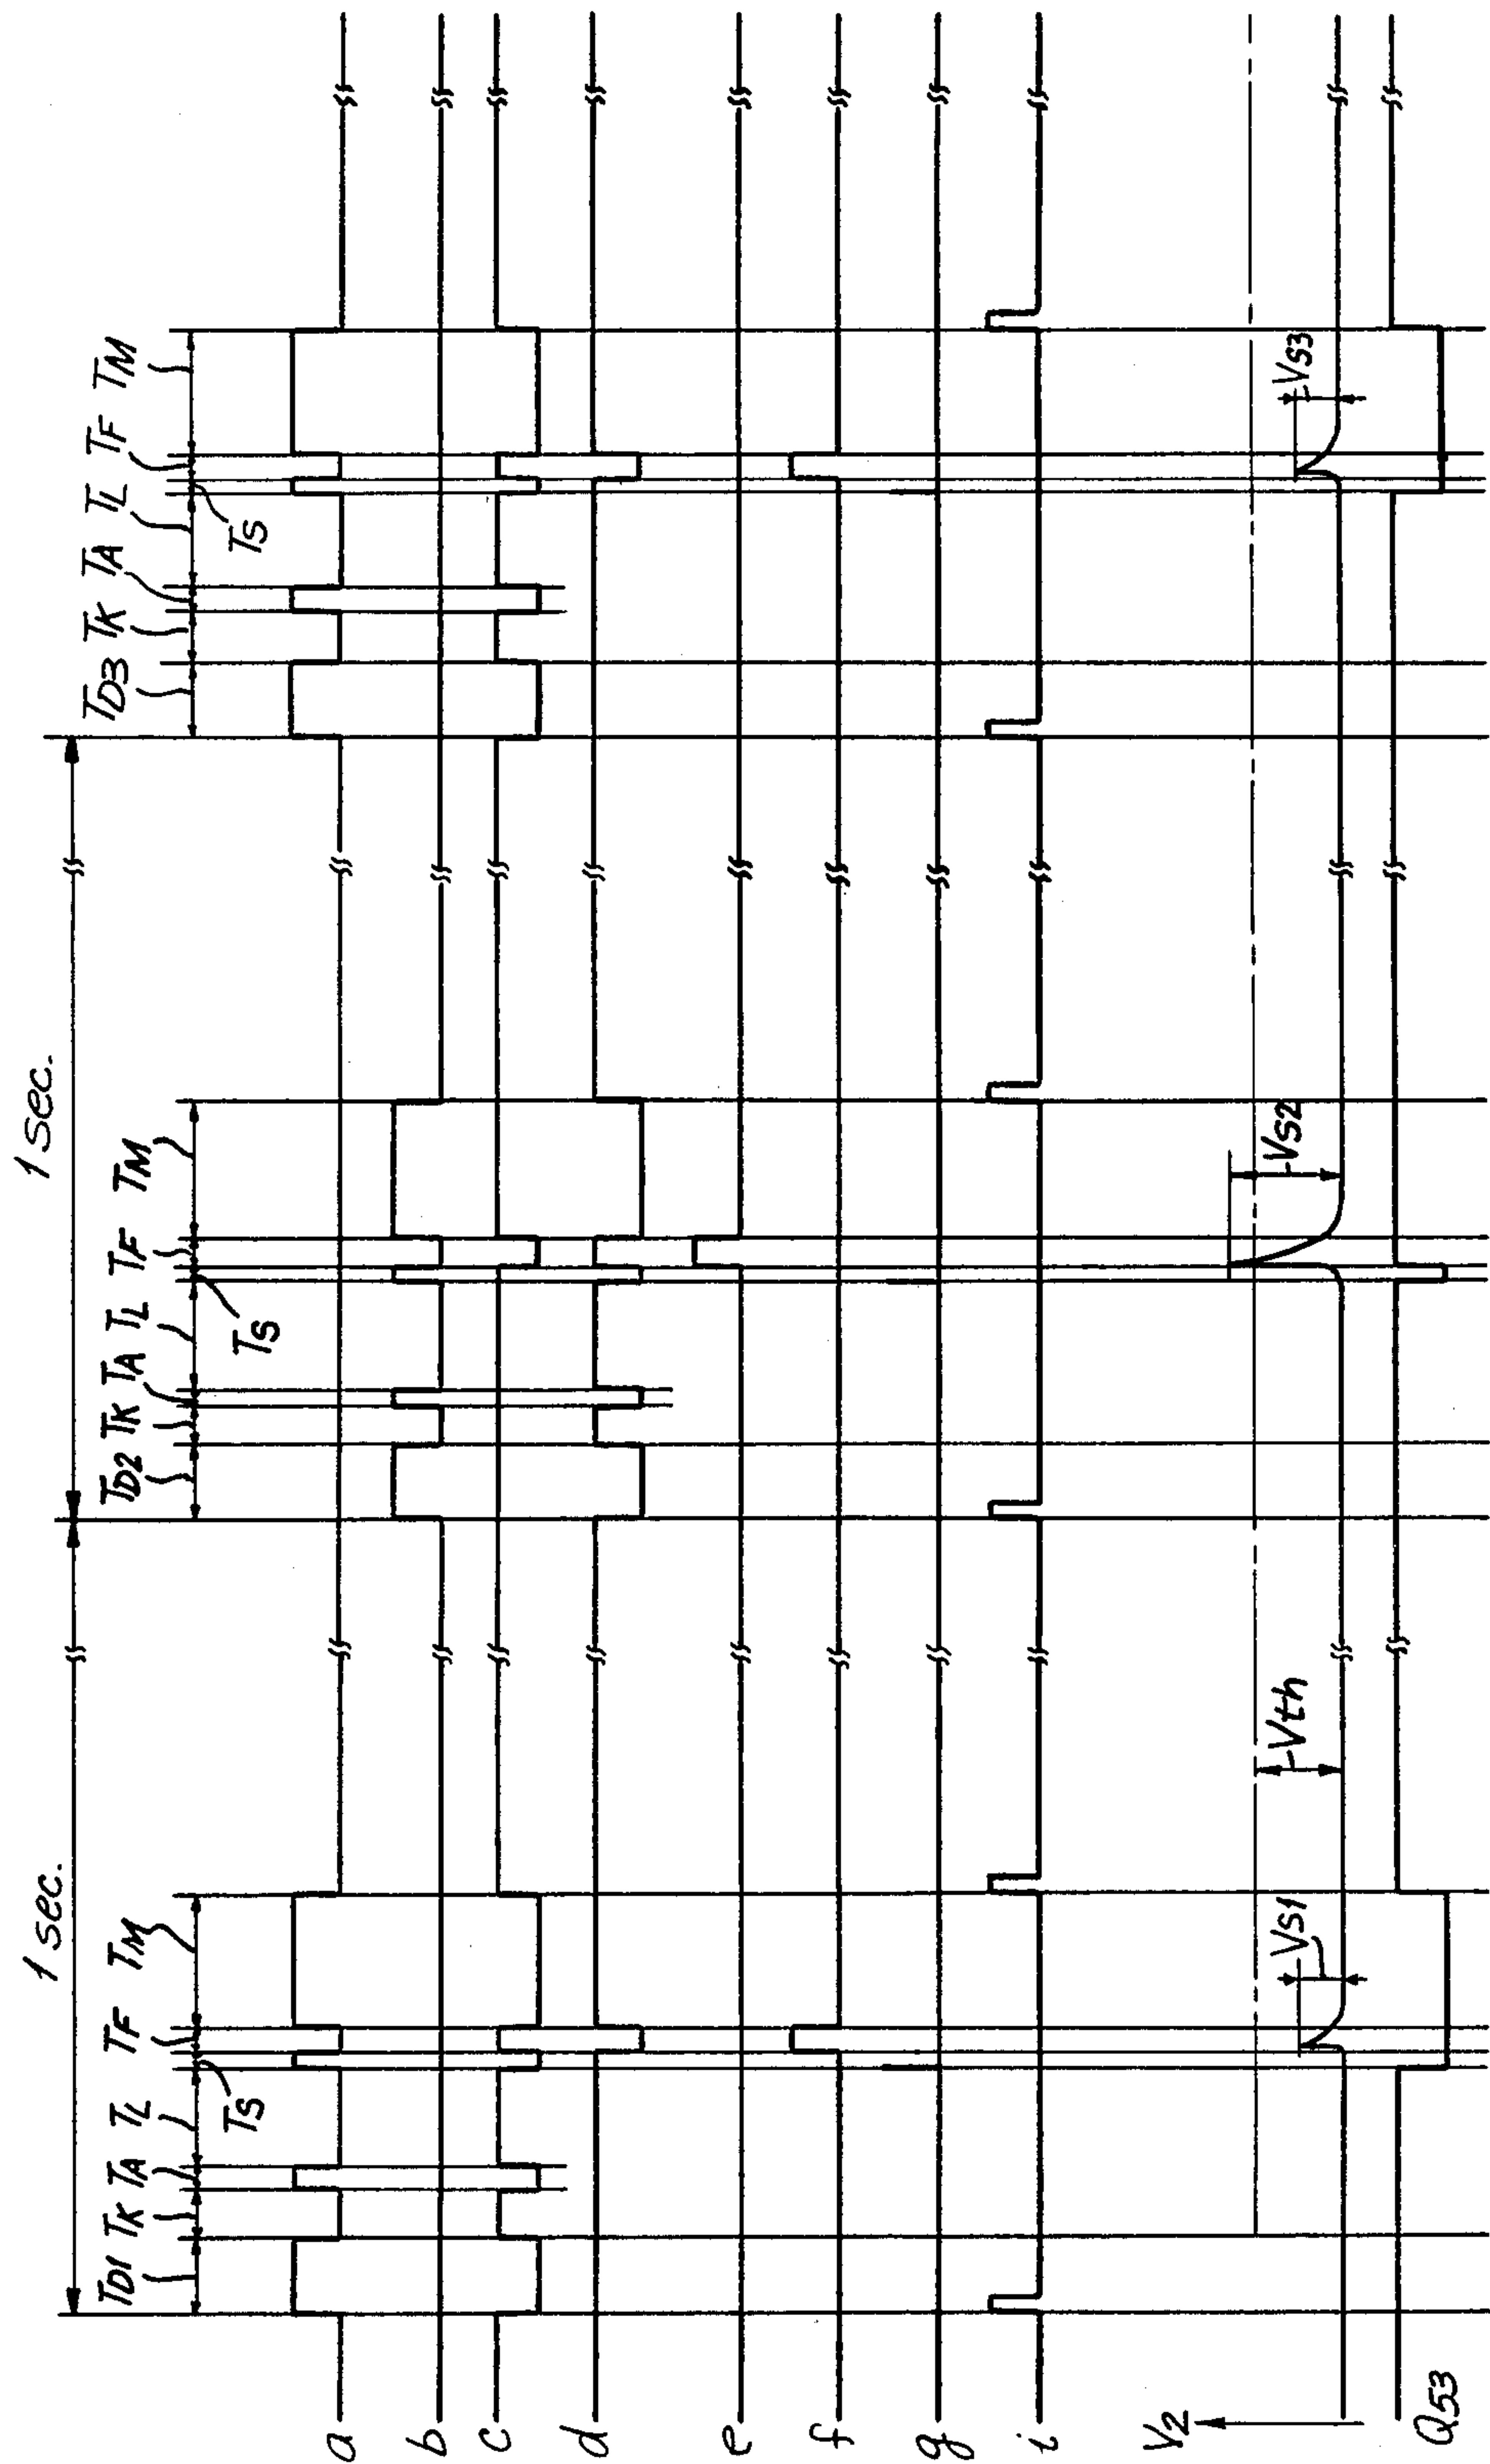 1 sec.
1 sec.
TD1 TK TA TL TS TF TM
TD2 TK TA TL TS TF TM
TD3 TK TA TL TS TF TM
a
b
c
d
e
f
g
i
V2
Vs1
-Vth
-Vs2
-Vs3
Q53